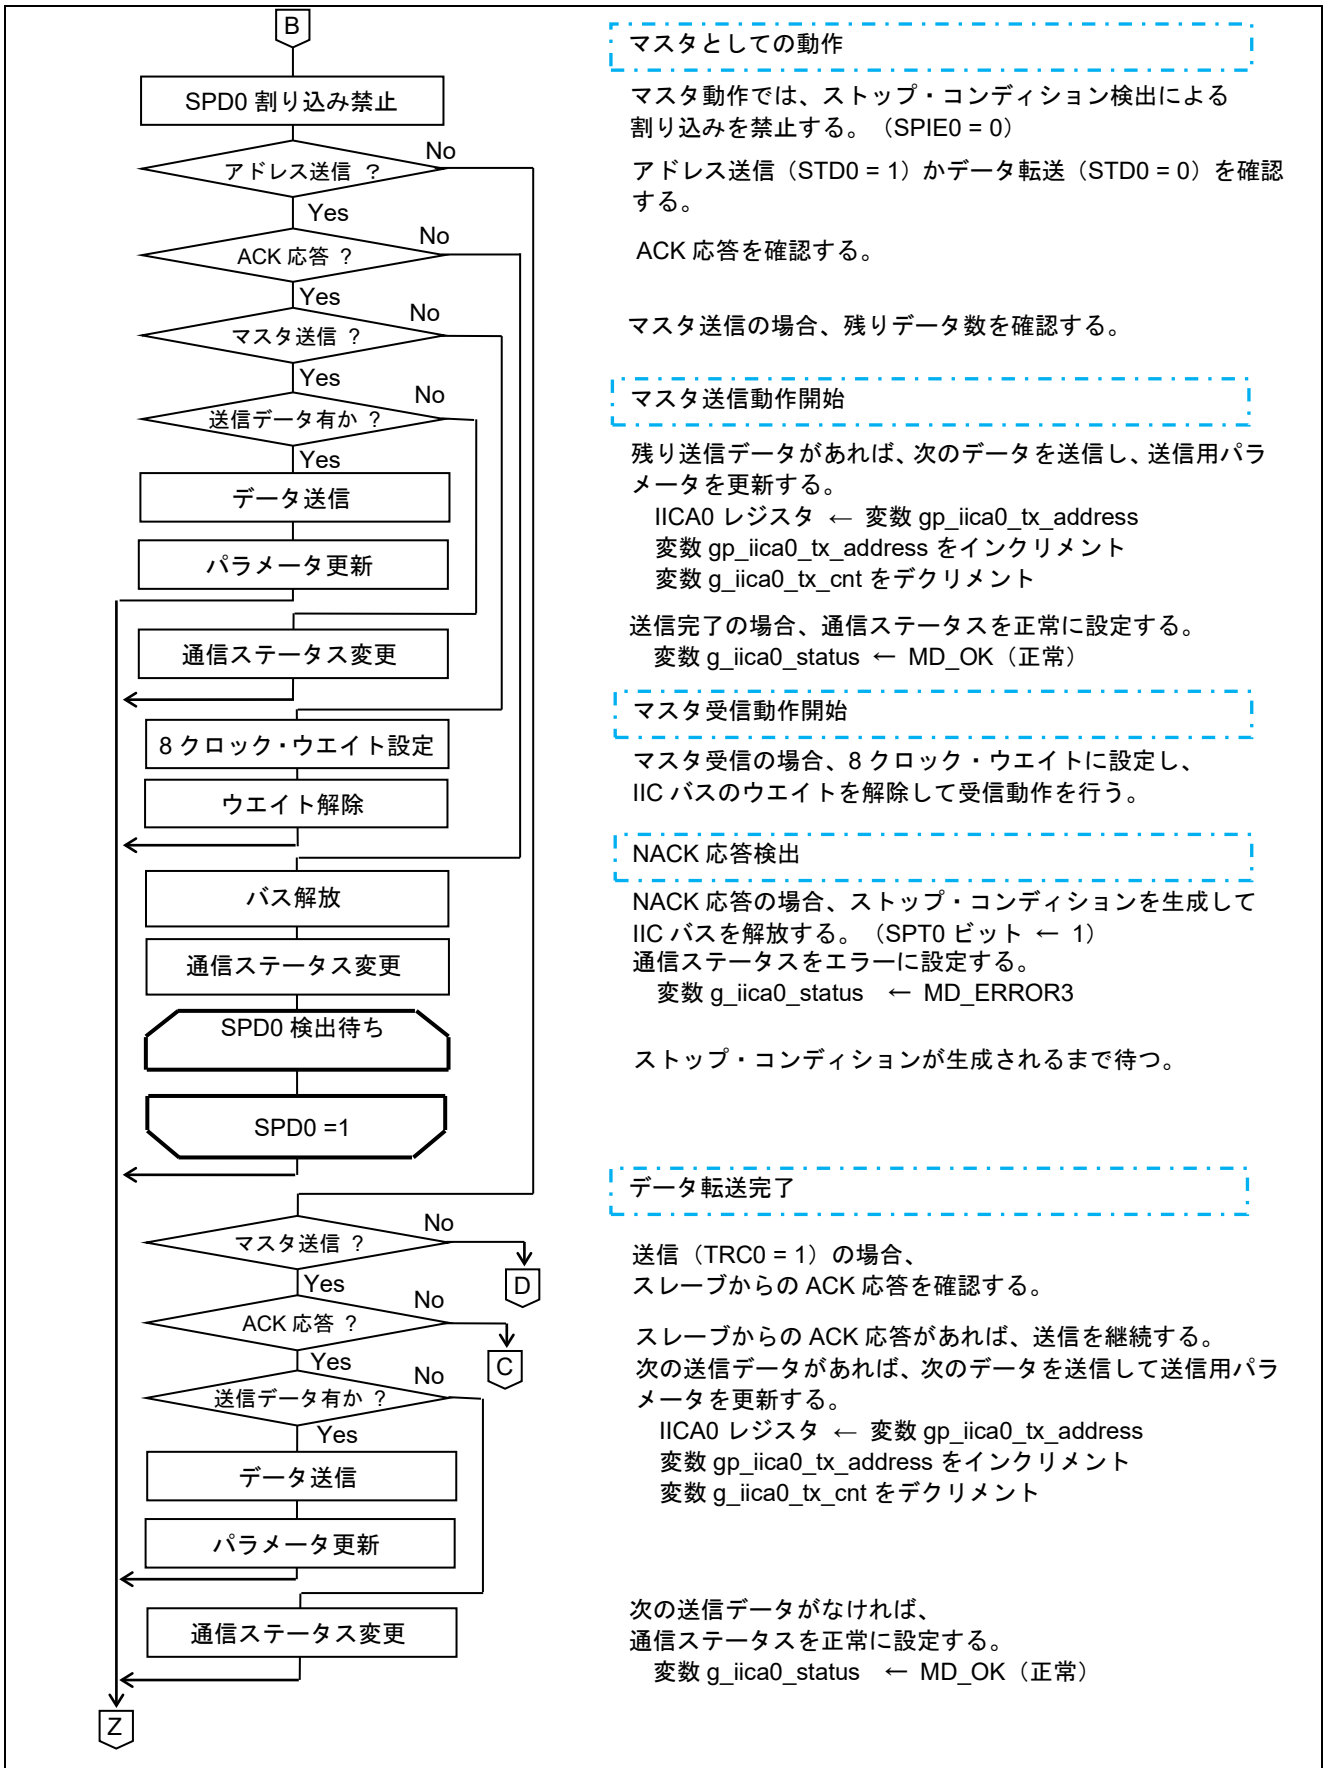 B
マスタとしての動作
SPD0 割り込み禁止
マスタ動作では、ストップ・コンディション検出による
割り込みを禁止する。（SPIE0 = 0）
アドレス送信 ？
No
アドレス送信（STD0 = 1）かデータ転送（STD0 = 0）を確認
する。
Yes
ACK 応答 ？
No
ACK 応答を確認する。
Yes
マスタ送信 ？
No
マスタ送信の場合、残りデータ数を確認する。
Yes
送信データ有か ？
No
マスタ送信動作開始
Yes
残り送信データがあれば、次のデータを送信し、送信用パラ
メータを更新する。
データ送信
IICA0 レジスタ ← 変数 gp_iica0_tx_address
変数 gp_iica0_tx_address をインクリメント
パラメータ更新
変数 g_iica0_tx_cnt をデクリメント
送信完了の場合、通信ステータスを正常に設定する。
通信ステータス変更
変数 g_iica0_status ← MD_OK（正常）
マスタ受信動作開始
8 クロック・ウエイト設定
マスタ受信の場合、8 クロック・ウエイトに設定し、
IIC バスのウエイトを解除して受信動作を行う。
ウエイト解除
NACK 応答検出
バス解放
NACK 応答の場合、ストップ・コンディションを生成して
IIC バスを解放する。（SPT0 ビット ← 1）
通信ステータス変更
通信ステータスをエラーに設定する。
変数 g_iica0_status ← MD_ERROR3
SPD0 検出待ち
ストップ・コンディションが生成されるまで待つ。
SPD0 =1
データ転送完了
マスタ送信 ？
No
D
送信（TRC0 = 1）の場合、
スレーブからの ACK 応答を確認する。
Yes
ACK 応答 ？
No
C
スレーブからの ACK 応答があれば、送信を継続する。
次の送信データがあれば、次のデータを送信して送信用パラ
メータを更新する。
Yes
送信データ有か ？
No
IICA0 レジスタ ← 変数 gp_iica0_tx_address
Yes
変数 gp_iica0_tx_address をインクリメント
データ送信
変数 g_iica0_tx_cnt をデクリメント
パラメータ更新
次の送信データがなければ、
通信ステータス変更
通信ステータスを正常に設定する。
変数 g_iica0_status ← MD_OK（正常）
Z